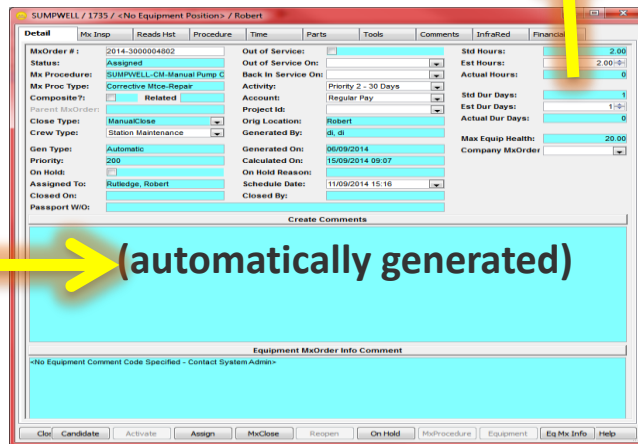 SUMPWELL / 1735 / <No Equipment Position> / Robert
Detail Mx Insp Reads Hst Procedure Time Parts Tools Comments InfraRed Financial
MxOrder # : 2014-3000004802 Out of Service: Std Hours: 2.00
Status: Assigned Out of Service On: Est Hours: 2.00
Mx Procedure: SUMPWELL-CM-Manual Pump C Back In Service On: Actual Hours: 0
Mx Proc Type: Corrective Mtce-Repair Activity: Priority 2 - 30 Days
Composite?: Related Account: Regular Pay Std Dur Days: 1
Parent MxOrder: Project Id: Est Dur Days: 1
Close Type: ManualClose Orig Location: Robert Actual Dur Days: 0
Crew Type: Station Maintenance Generated By: di, di
Max Equip Health: 20.00
Gen Type: Automatic Generated On: 06/09/2014 Company MxOrder
Priority: 200 Calculated On: 15/09/2014 09:07
On Hold: On Hold Reason:
Assigned To: Rutledge, Robert Schedule Date: 11/09/2014 15:16
Closed On: Closed By:
Passport W/O:
Create Comments
(automatically generated)
Equipment MxOrder Info Comment
<No Equipment Comment Code Specified - Contact System Admin>
Clos Candidate Activate Assign MxClose Reopen On Hold MxProcedure Equipment Eq Mx Info Help